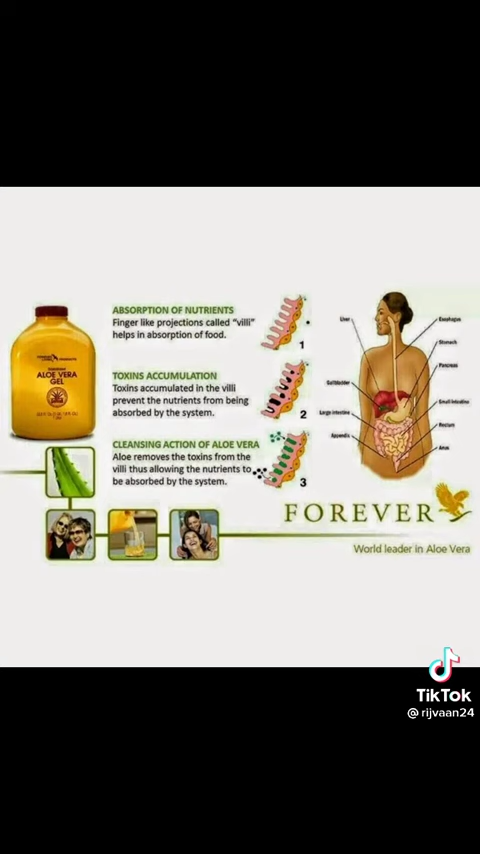 ALOE VERA
GEL
ABSORPTION OF NUTRIENTS
Finger like projections called “villi”
helps in absorption of food.
1
TOXINS ACCUMULATION
Toxins accumulated in the villi
prevent the nutrients from being
absorbed by the system.
2
CLEANSING ACTION OF ALOE VERA
Aloe removes the toxins from the
villi thus allowing the nutrients to
be absorbed by the system.
3
Liver
Gallbladder
Large intestine
Appendix
Esophagus
Stomach
Pancreas
Small intestine
Rectum
Anus
FOREVER
World leader in Aloe Vera
TikTok
@rijvaan24